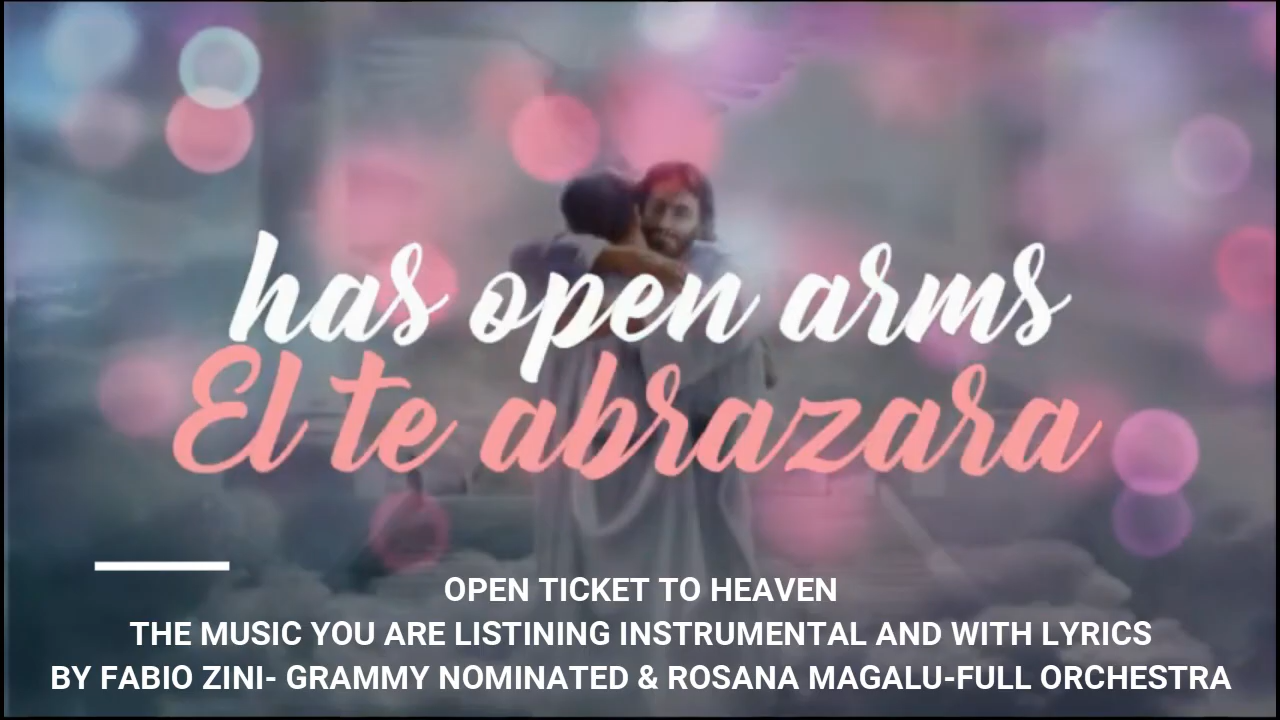 has open arms
El te abrazara
OPEN TICKET TO HEAVEN
THE MUSIC YOU ARE LISTINING INSTRUMENTAL AND WITH LYRICS
BY FABIO ZINI- GRAMMY NOMINATED & ROSANA MAGALU-FULL ORCHESTRA